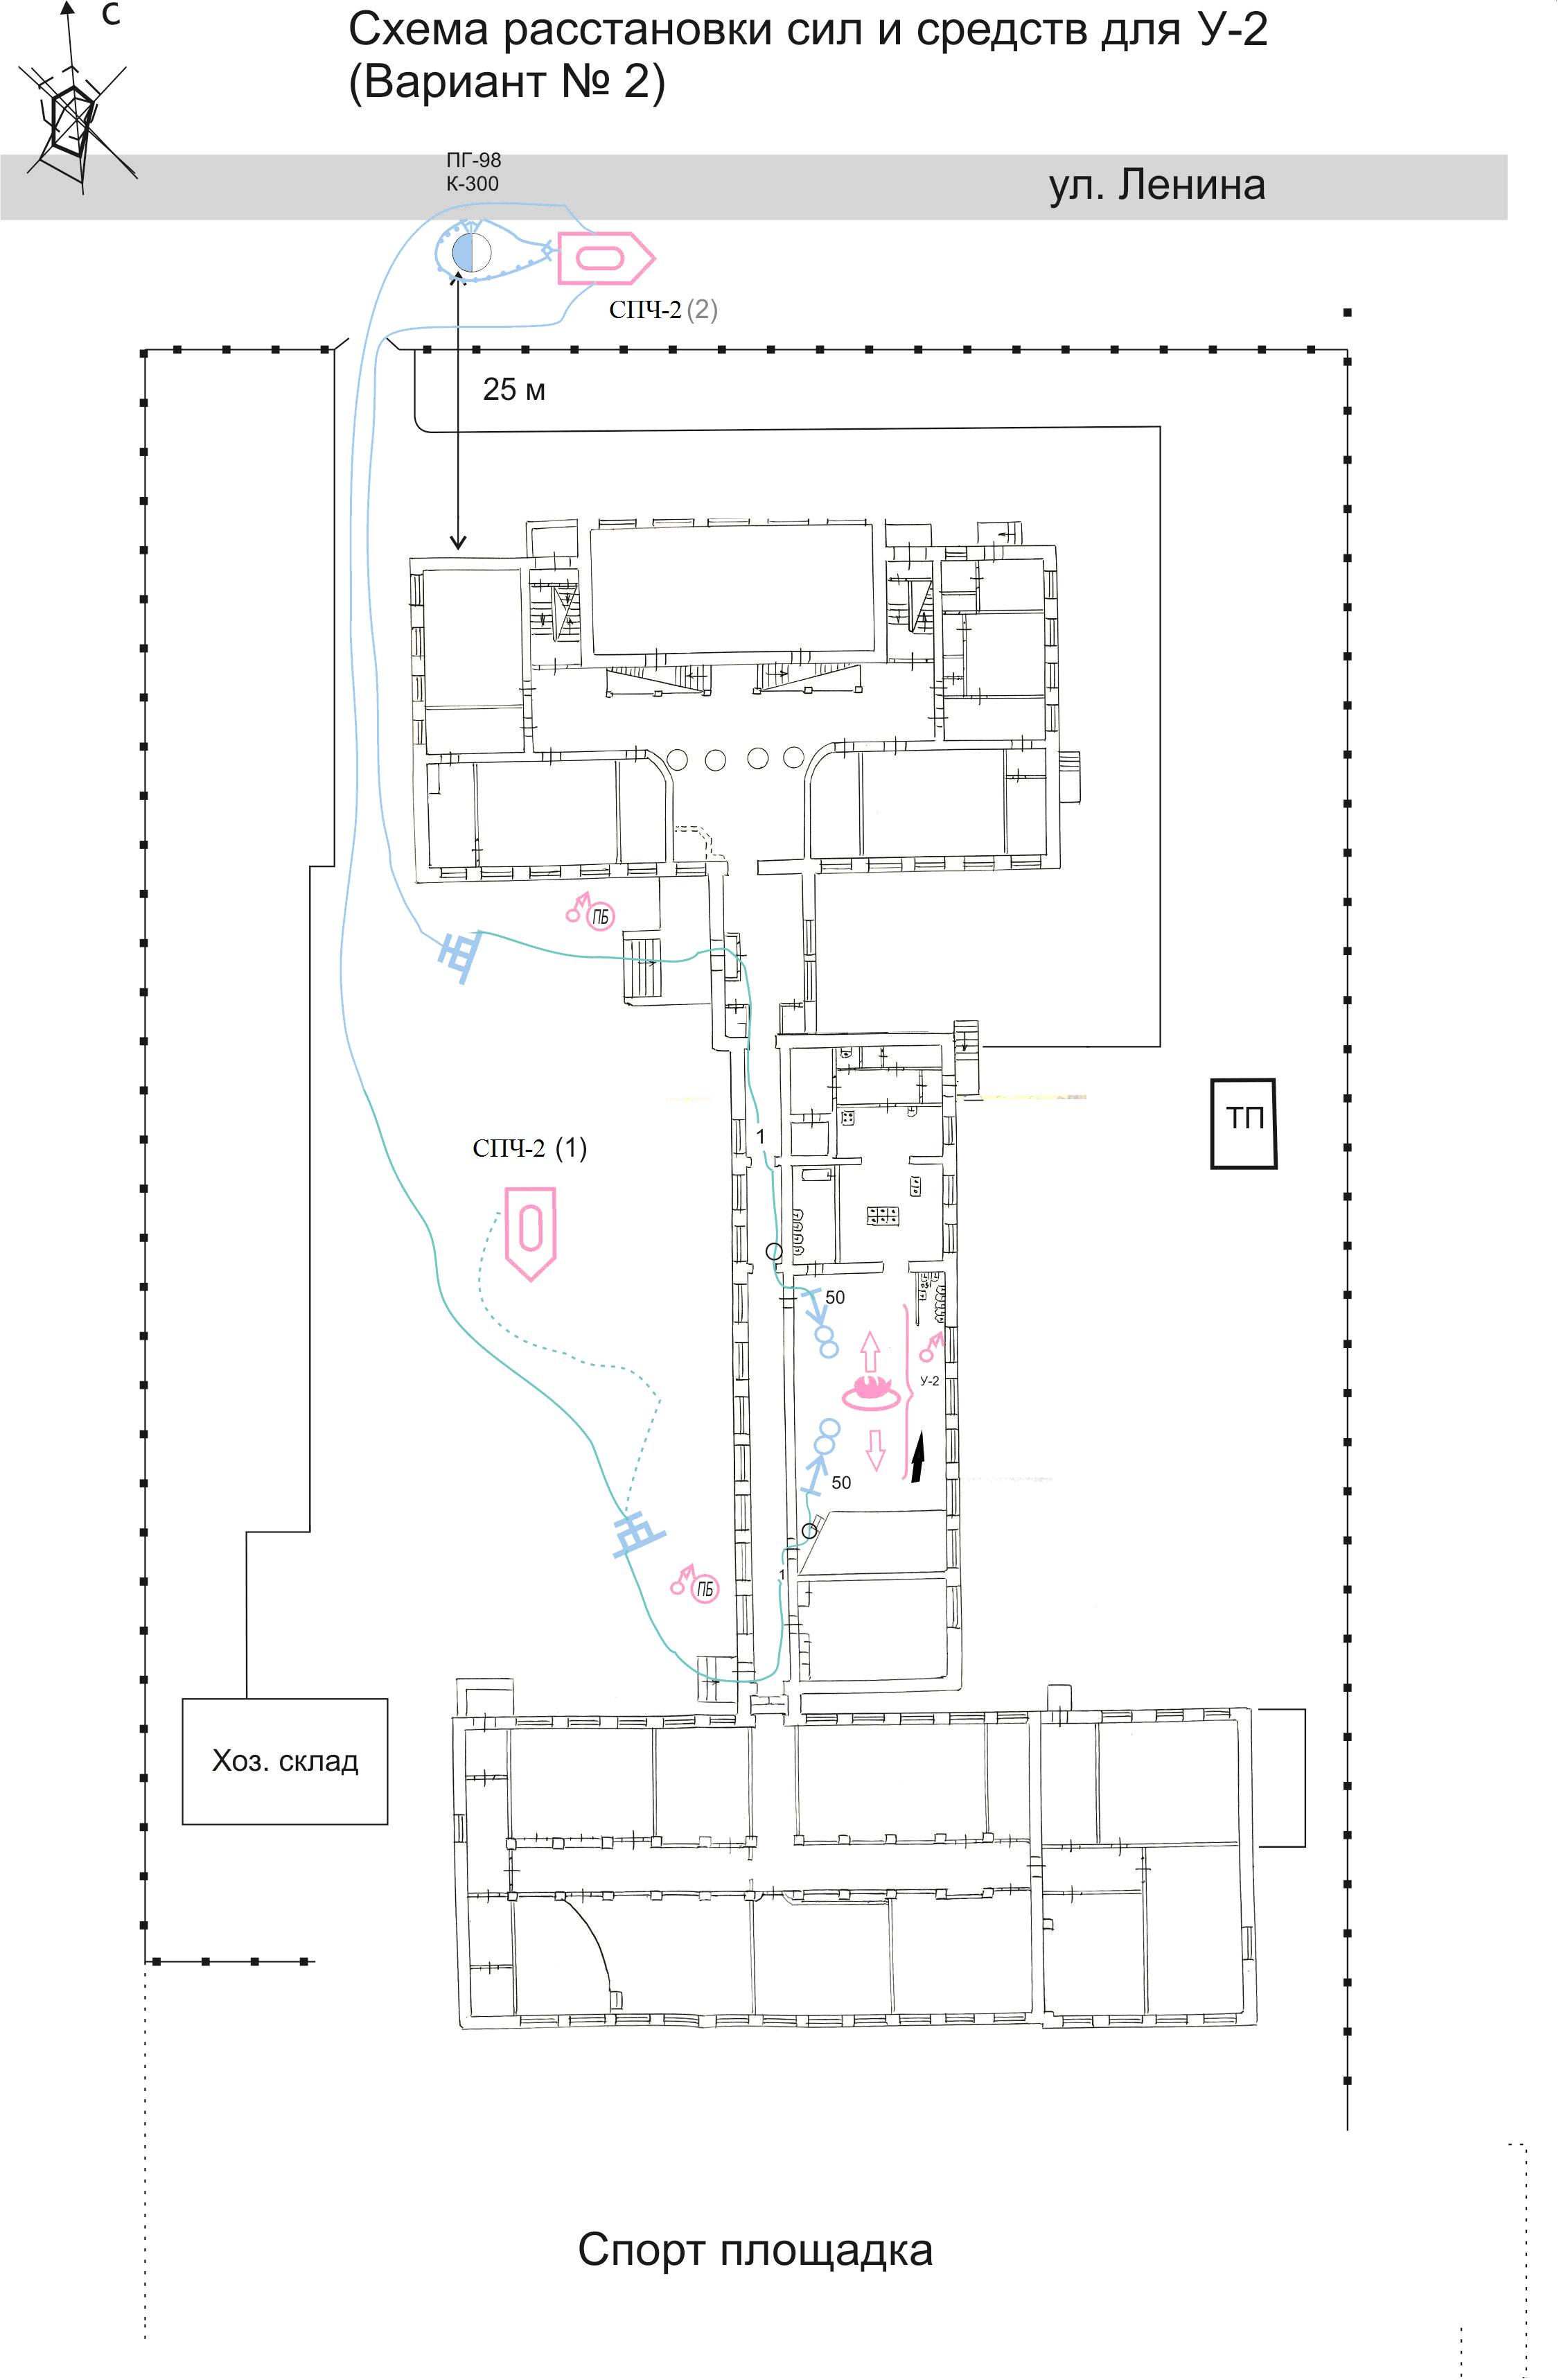 С
Схема расстановки сил и средств для У-2
(Вариант № 2)
ПГ-98
К-300
ул. Ленина
СПЧ-2 (2)
25 м
ПБ
ТП
1
СПЧ-2 (1)
50
У-2
50
1
ПБ
Хоз. склад
Спорт площадка